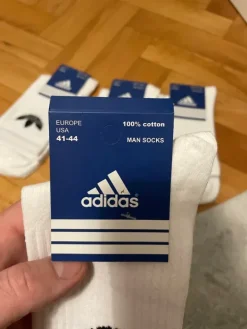 EUROPE
USA
41-44
100% cotton
MAN SOCKS
adidas